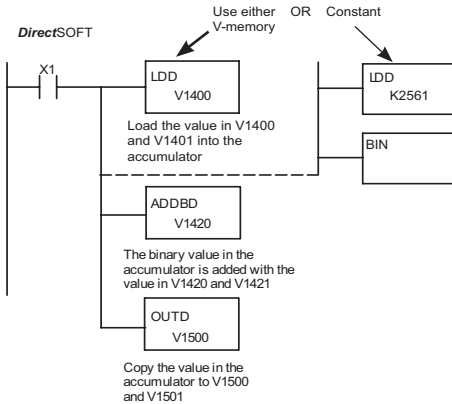 Use either OR Constant
V-memory
DirectSOFT
X1
LDD
V1400
LDD
K2561
Load the value in V1400
and V1401 into the
accumulator
BIN
ADDBD
V1420
The binary value in the
accumulator is added with the
value in V1420 and V1421
OUTD
V1500
Copy the value in the
accumulator to V1500
and V1501